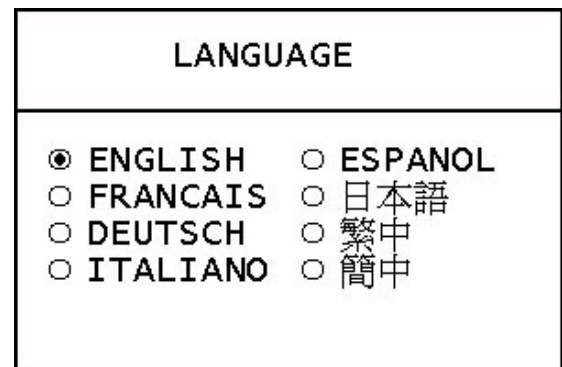 LANGUAGE
ENGLISH ESPANOL
FRANCAIS 日本語
DEUTSCH 繁中
ITALIANO 簡中